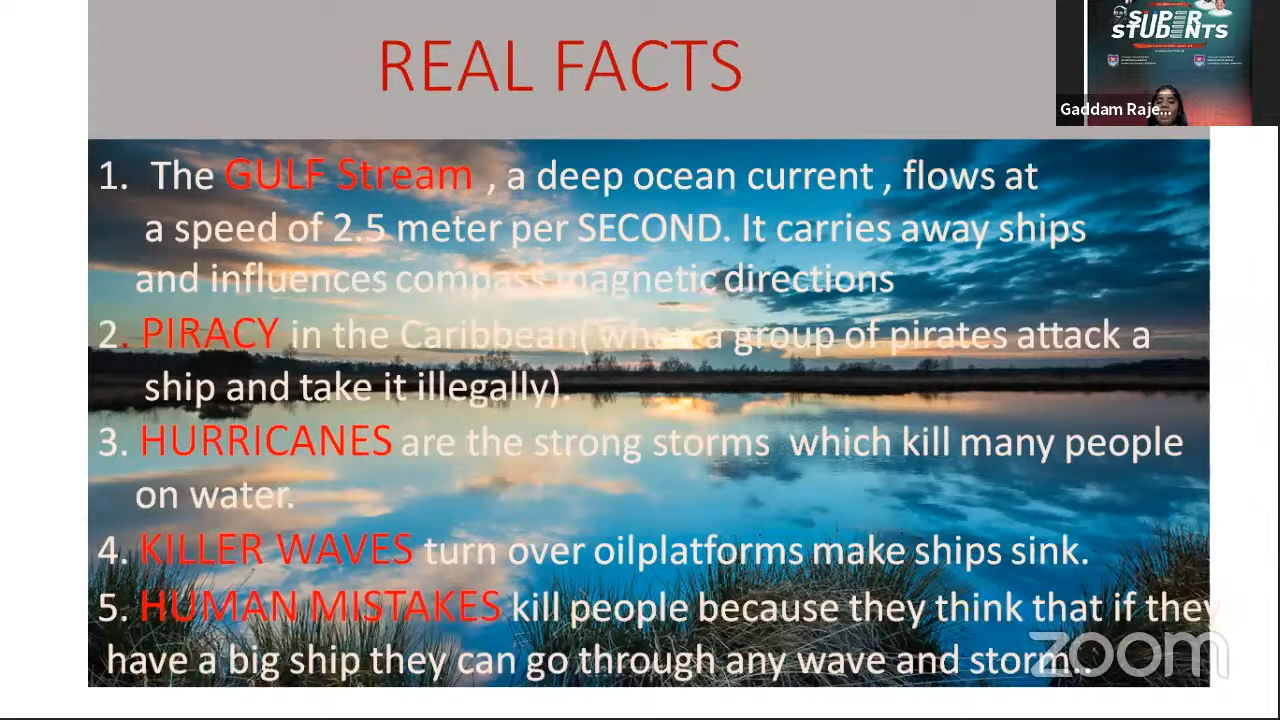 REAL FACTS
SUPER
STUDENTS
Gaddam Raje...
1. The GULF Stream , a deep ocean current , flows at
a speed of 2.5 meter per SECOND. It carries away ships
and influences compass magnetic directions
2. PIRACY in the Caribbean( when a group of pirates attack a
ship and take it illegally).
3. HURRICANES are the strong storms which kill many people
on water.
4. KILLER WAVES turn over oilplatforms make ships sink.
5. HUMAN MISTAKES kill people because they think that if they
have a big ship they can go through any wave and storm..
zoom